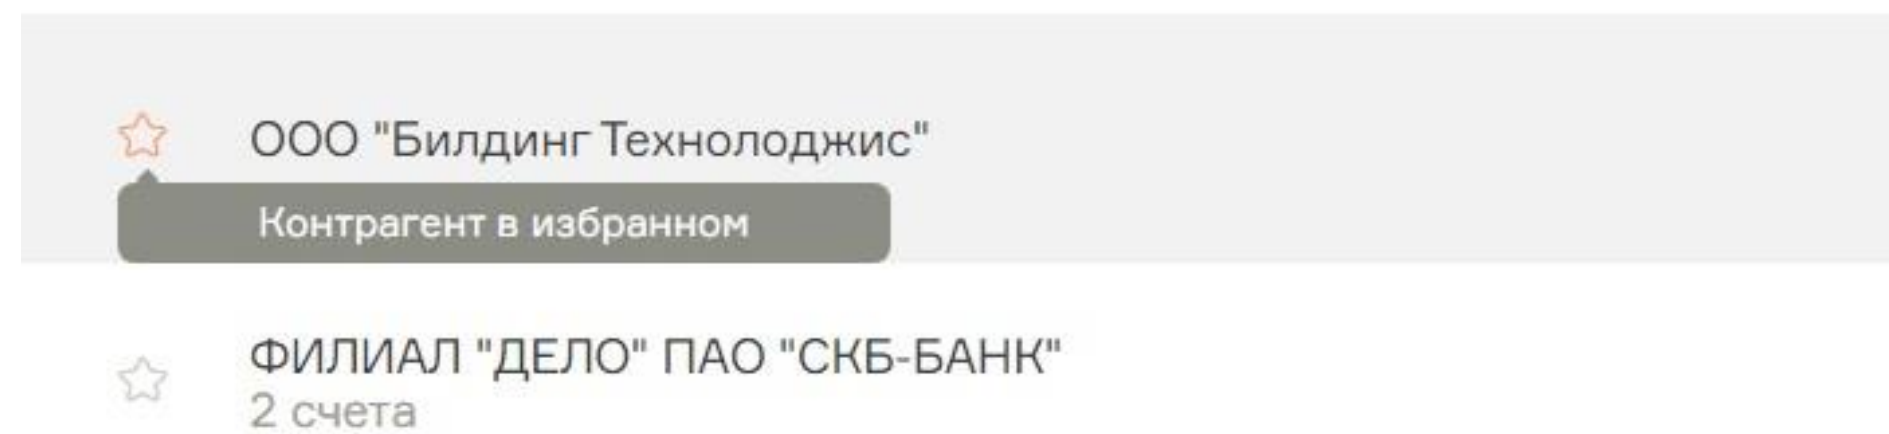 ООО "Билдинг Технолоджис"
Контрагент в избранном
ФИЛИАЛ "ДЕЛО" ПАО "СКБ-БАНК"
2 счета